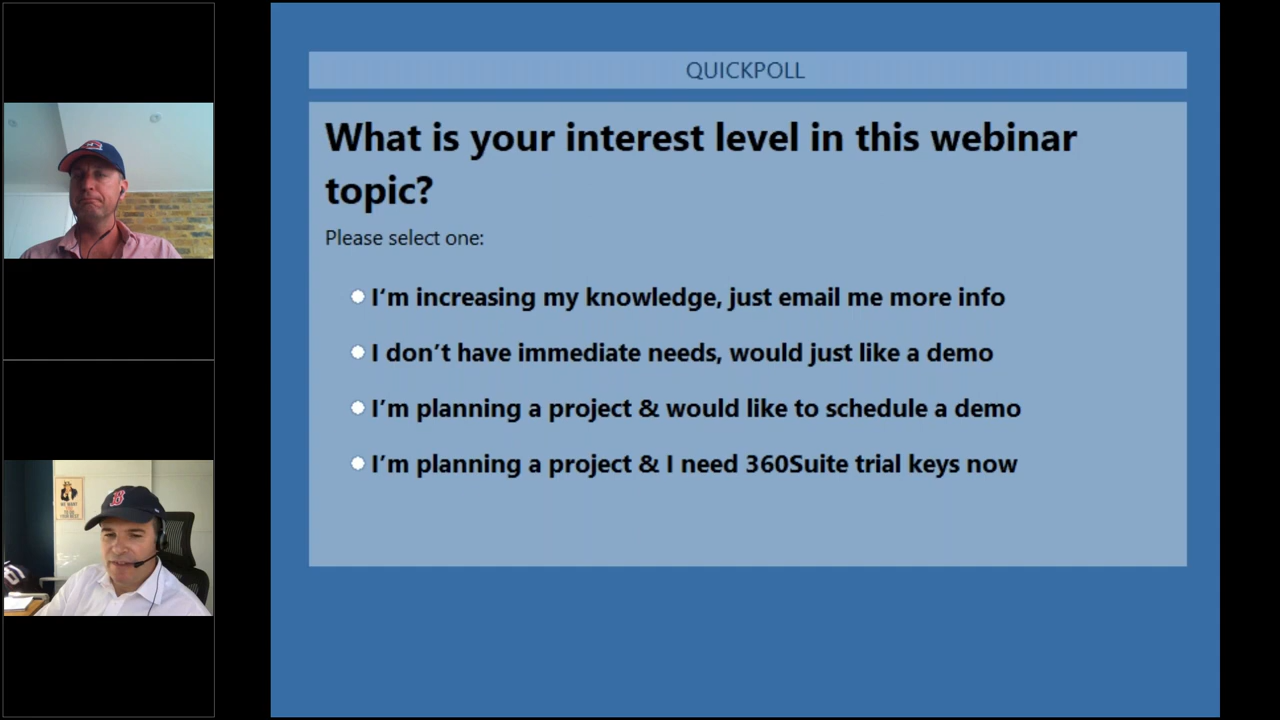 QUICKPOLL
What is your interest level in this webinar
topic?
Please select one:
I‘m increasing my knowledge, just email me more info
I don’t have immediate needs, would just like a demo
I’m planning a project & would like to schedule a demo
I’m planning a project & I need 360Suite trial keys now
B
WE WANT